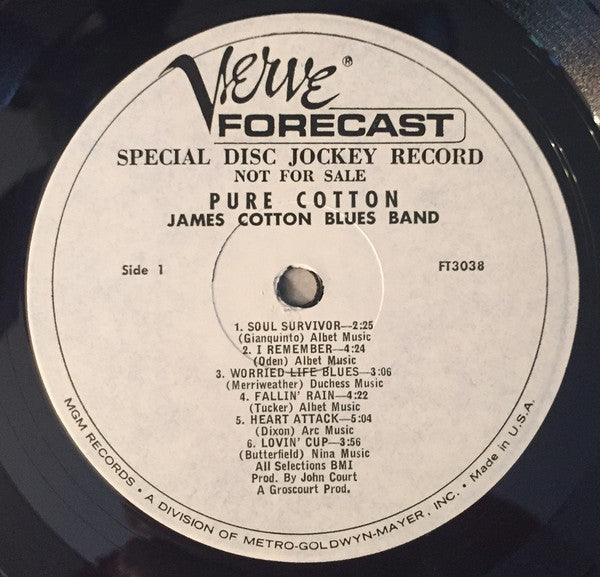 Verve®
FORECAST
SPECIAL DISC JOCKEY RECORD
NOT FOR SALE
PURE COTTON
JAMES COTTON BLUES BAND
Side 1
FT3038
1. SOUL SURVIVOR—2:25
(Gianquinto) Albet Music
2. I REMEMBER—4:24
(Oden) Albet Music
3. WORRIED LIFE BLUES—3:06
(Merriweather) Duchess Music
4. FALLIN' RAIN—4:22
(Tucker) Albet Music
5. HEART ATTACK—5:04
(Dixon) Arc Music
6. LOVIN' CUP—3:56
(Butterfield) Nina Music
All Selections BMI
Prod. By John Court
A Groscourt Prod.
MGM RECORDS • A DIVISION OF METRO-GOLDWYN-MAYER, INC. • Made in U.S.A.